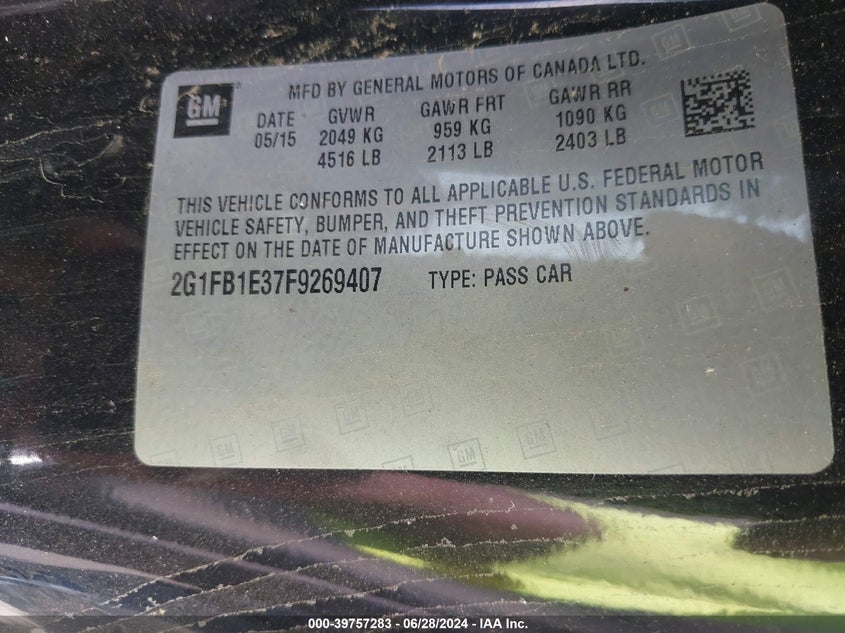 MFD BY GENERAL MOTORS OF CANADA LTD.
GM
DATE GVWR GAWR FRT GAWR RR
05/15 2049 KG 959 KG 1090 KG
4516 LB 2113 LB 2403 LB
THIS VEHICLE CONFORMS TO ALL APPLICABLE U.S. FEDERAL MOTOR
VEHICLE SAFETY, BUMPER, AND THEFT PREVENTION STANDARDS IN
EFFECT ON THE DATE OF MANUFACTURE SHOWN ABOVE.
2G1FB1E37F9269407 TYPE: PASS CAR
000-39757283 - 06/28/2024 - IAA Inc.